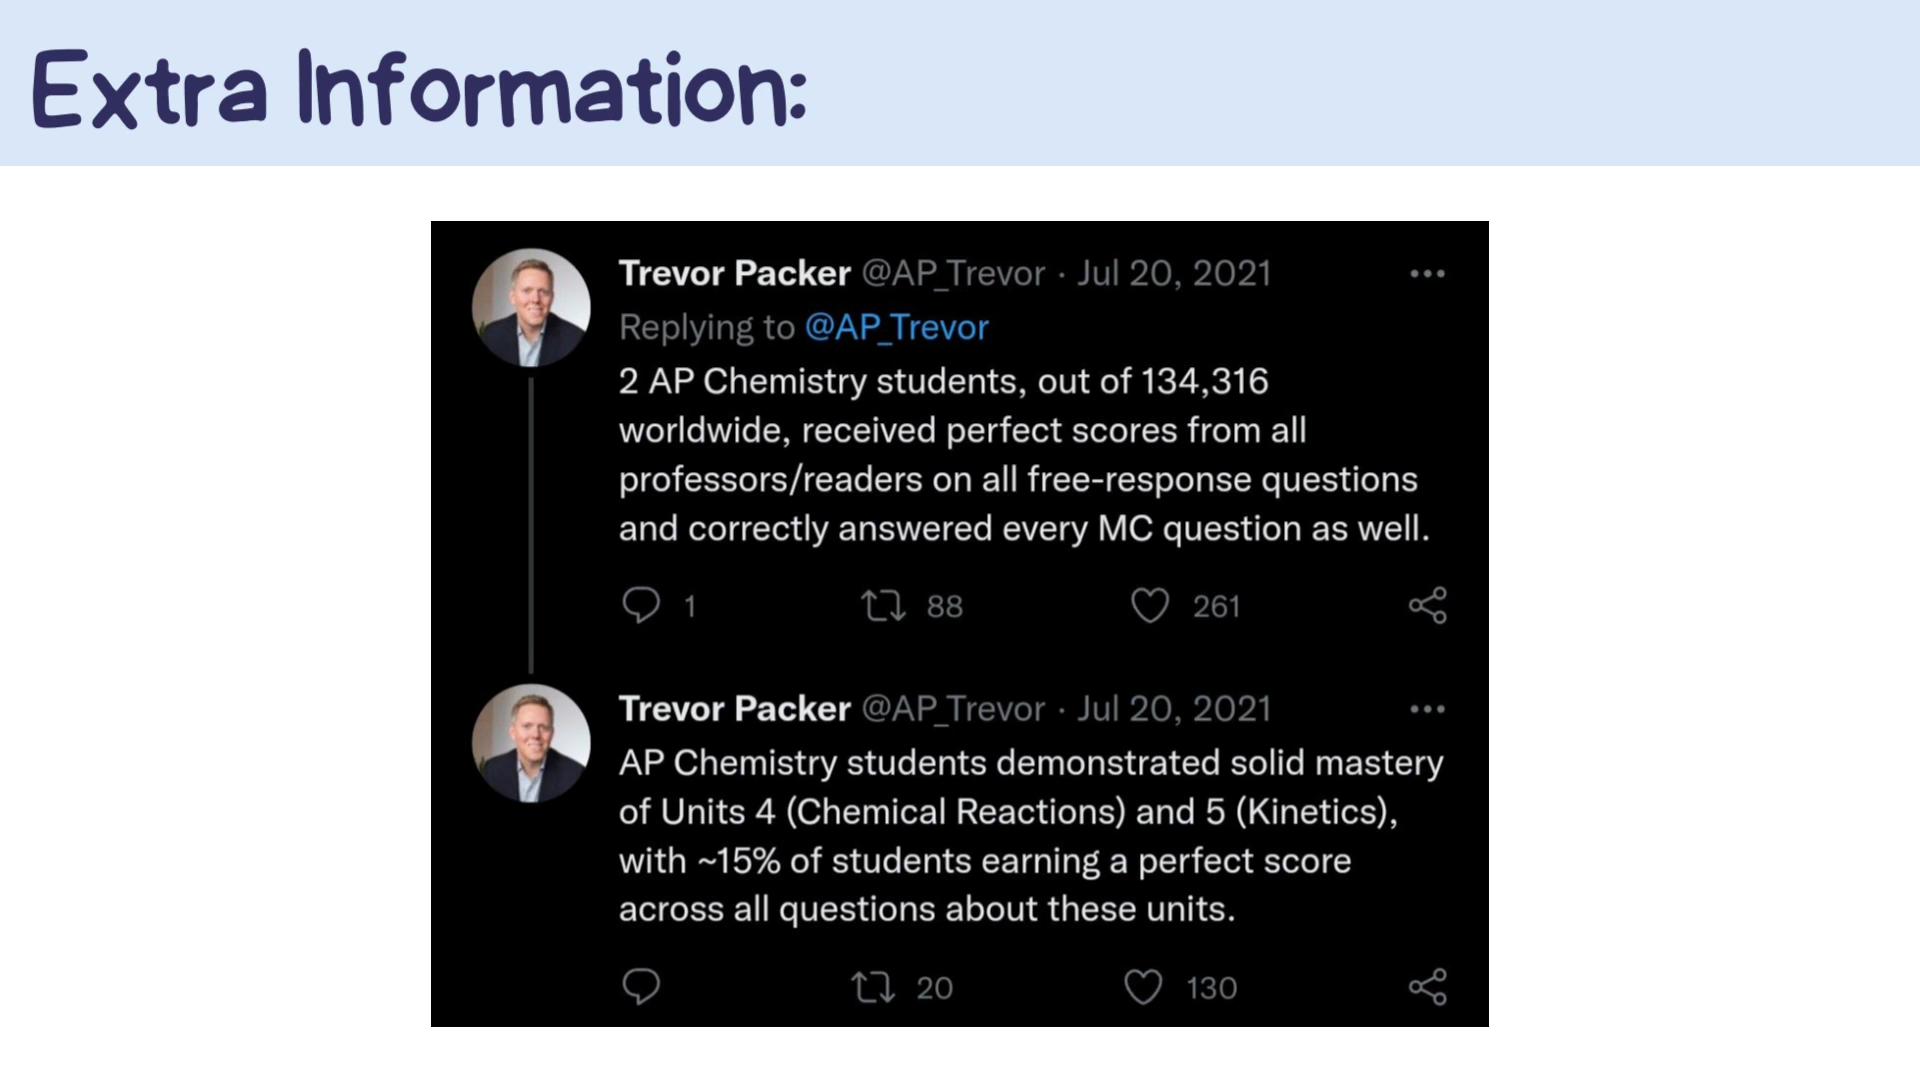 Extra Information:
Trevor Packer @AP_Trevor · Jul 20, 2021
Replying to @AP_Trevor
2 AP Chemistry students, out of 134,316
worldwide, received perfect scores from all
professors/readers on all free-response questions
and correctly answered every MC question as well.
1 88 261
Trevor Packer @AP_Trevor · Jul 20, 2021
AP Chemistry students demonstrated solid mastery
of Units 4 (Chemical Reactions) and 5 (Kinetics),
with ~15% of students earning a perfect score
across all questions about these units.
20 130